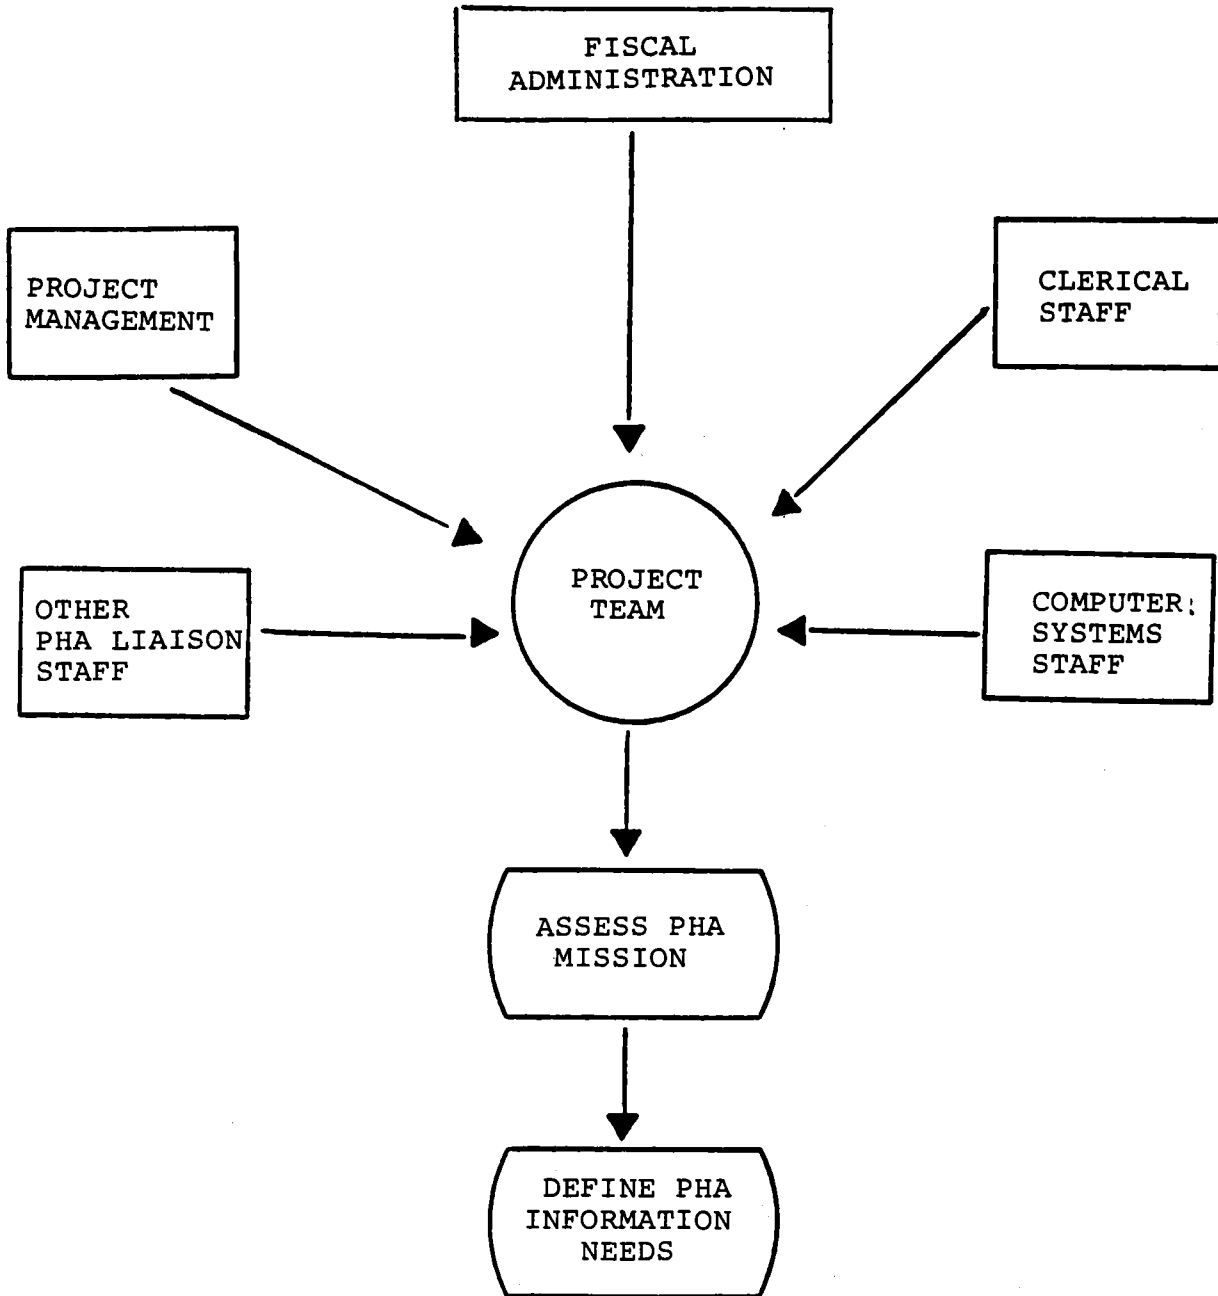 FISCAL
ADMINISTRATION
PROJECT
MANAGEMENT
CLERICAL
STAFF
PROJECT
TEAM
OTHER
PHA LIAISON
STAFF
COMPUTER
SYSTEMS
STAFF
ASSESS PHA
MISSION
DEFINE PHA
INFORMATION
NEEDS